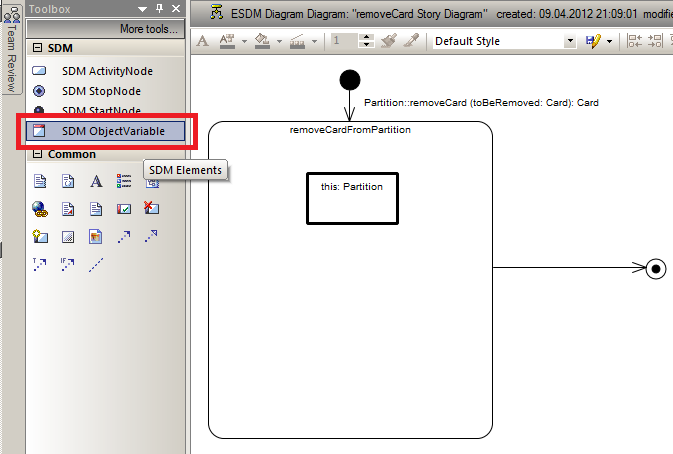 Toolbox
More tools...
SDM
SDM ActivityNode
SDM StopNode
SDM StartNode
SDM ObjectVariable
Common
SDM Elements
Team Review
ESDM Diagram Diagram: "removeCard Story Diagram" created: 09.04.2012 21:09:01 modifie
A 1 Default Style
Partition::removeCard (toBeRemoved: Card): Card
removeCardFromPartition
this: Partition